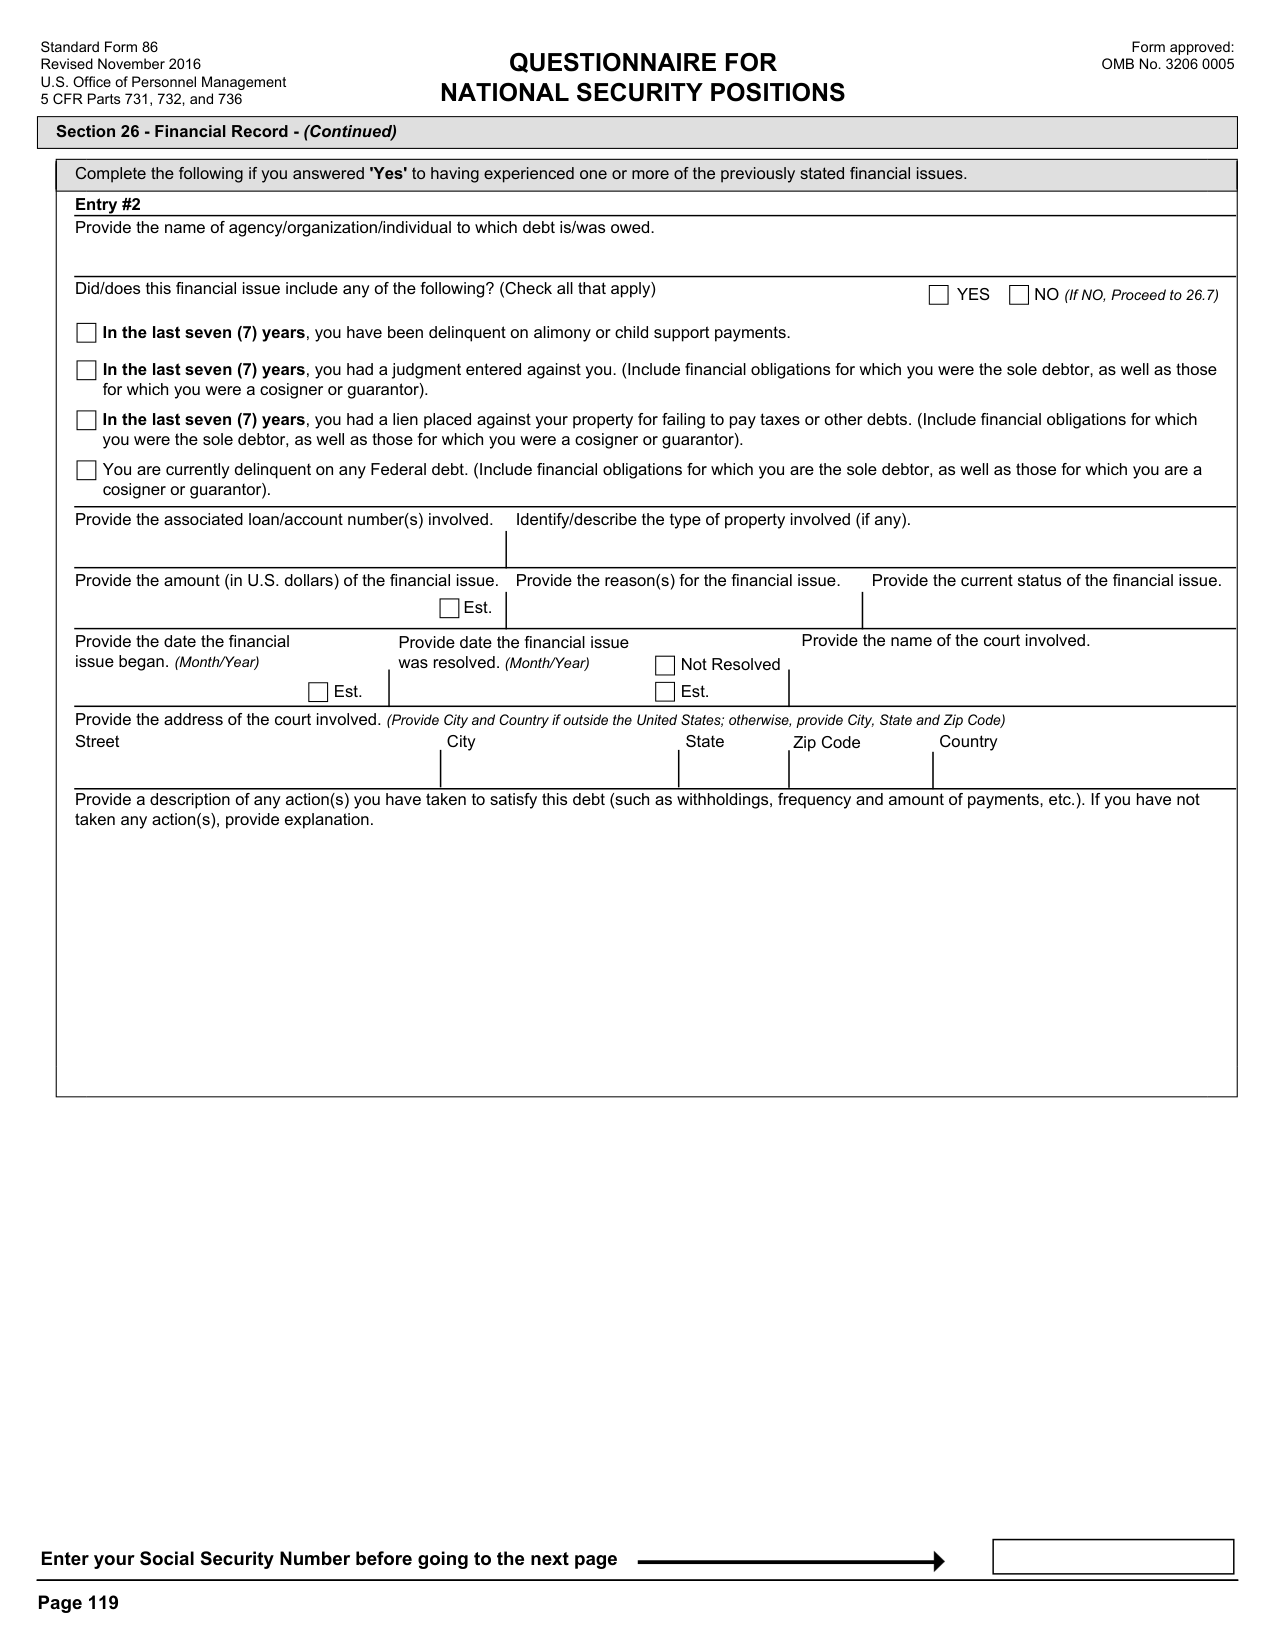 Standard Form 86
Revised November 2016
U.S. Office of Personnel Management
5 CFR Parts 731, 732, and 736
QUESTIONNAIRE FOR
NATIONAL SECURITY POSITIONS
Form approved:
OMB No. 3206 0005
Section 26 - Financial Record - (Continued)
Complete the following if you answered 'Yes' to having experienced one or more of the previously stated financial issues.
Entry #2
Provide the name of agency/organization/individual to which debt is/was owed.
Did/does this financial issue include any of the following? (Check all that apply)
YES
NO (If NO, Proceed to 26.7)
In the last seven (7) years, you have been delinquent on alimony or child support payments.
In the last seven (7) years, you had a judgment entered against you. (Include financial obligations for which you were the sole debtor, as well as those
for which you were a cosigner or guarantor).
In the last seven (7) years, you had a lien placed against your property for failing to pay taxes or other debts. (Include financial obligations for which
you were the sole debtor, as well as those for which you were a cosigner or guarantor).
You are currently delinquent on any Federal debt. (Include financial obligations for which you are the sole debtor, as well as those for which you are a
cosigner or guarantor).
Provide the associated loan/account number(s) involved.
Identify/describe the type of property involved (if any).
Provide the amount (in U.S. dollars) of the financial issue.
Est.
Provide the reason(s) for the financial issue.
Provide the current status of the financial issue.
Provide the date the financial
issue began. (Month/Year)
Est.
Provide date the financial issue
was resolved. (Month/Year)
Not Resolved
Est.
Provide the name of the court involved.
Provide the address of the court involved. (Provide City and Country if outside the United States; otherwise, provide City, State and Zip Code)
Street
City
State
Zip Code
Country
Provide a description of any action(s) you have taken to satisfy this debt (such as withholdings, frequency and amount of payments, etc.). If you have not
taken any action(s), provide explanation.
Enter your Social Security Number before going to the next page
Page 119